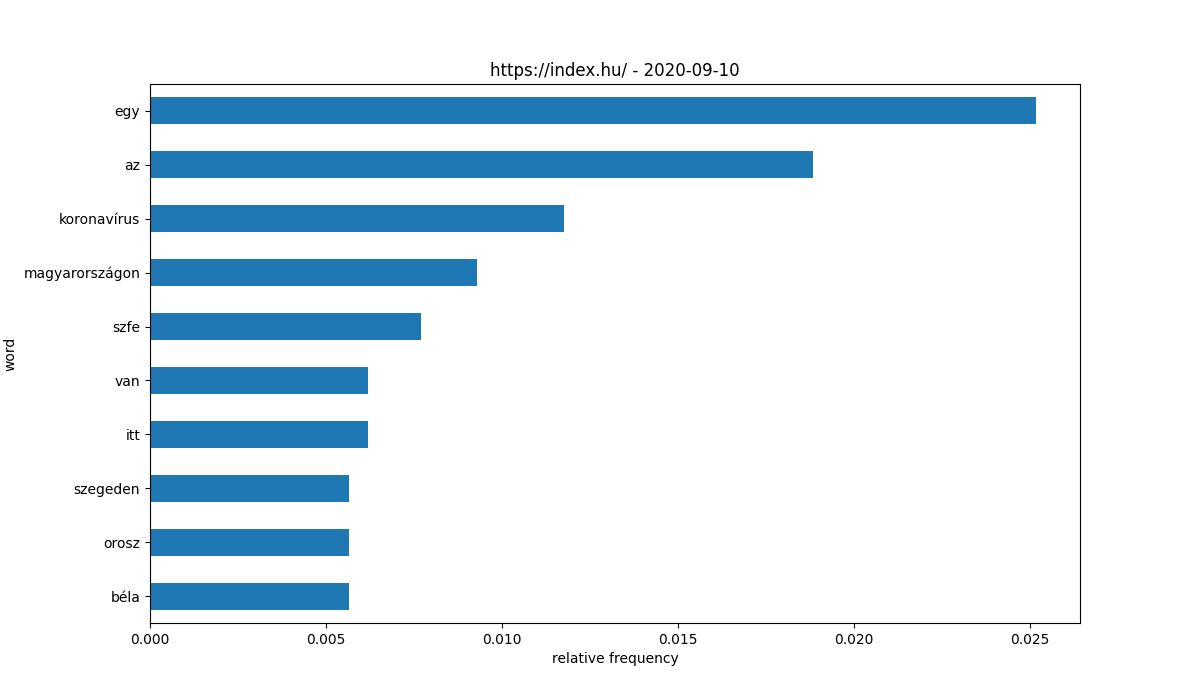 https://index.hu/ - 2020-09-10
egy
az
koronavírus
magyarországon
szfe
van
itt
szegeden
orosz
béla
word
0.000 0.005 0.010 0.015 0.020 0.025
relative frequency